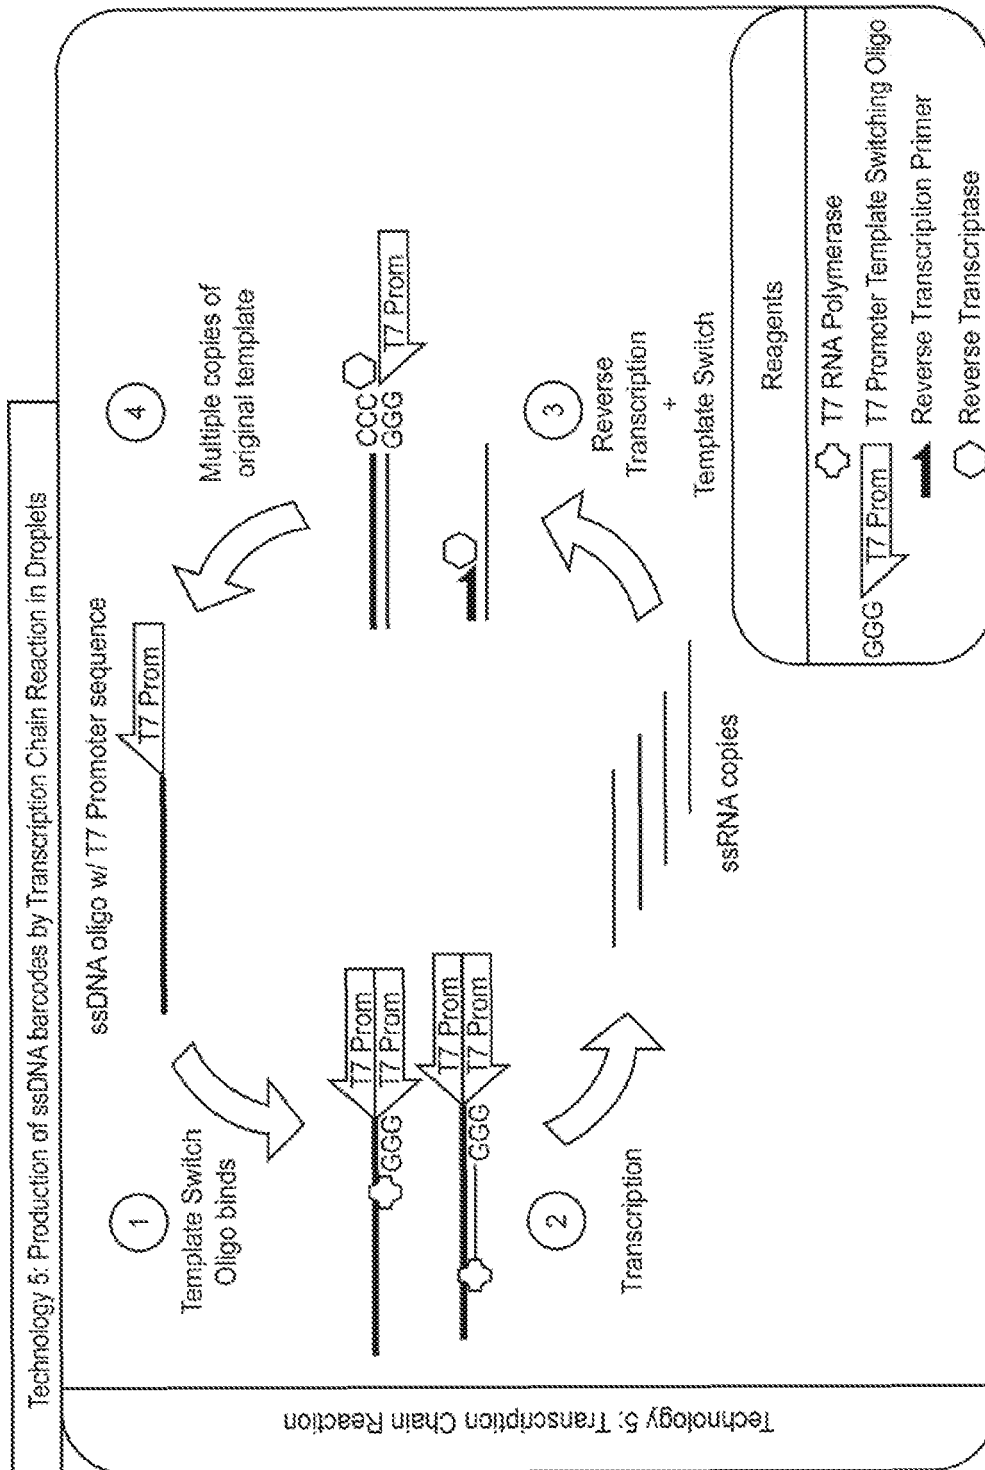 Technology 5: Production of ssDNA barcodes by Transcription Chain Reaction in Droplets
Technology 5: Transcription Chain Reaction
ssDNA oligo w/ T7 Promoter sequence
T7 Prom
1
Template Switch
Oligo binds
T7 Prom
T7 Prom
GGG
T7 Prom
T7 Prom
GGG
2
Transcription
ssRNA copies
3
Reverse
Transcription
+
Template Switch
4
Multiple copies of
original template
CCC
GGG
T7 Prom
Reagents
T7 RNA Polymerase
GGG T7 Prom T7 Promoter Template Switching Oligo
Reverse Transcription Primer
Reverse Transcriptase